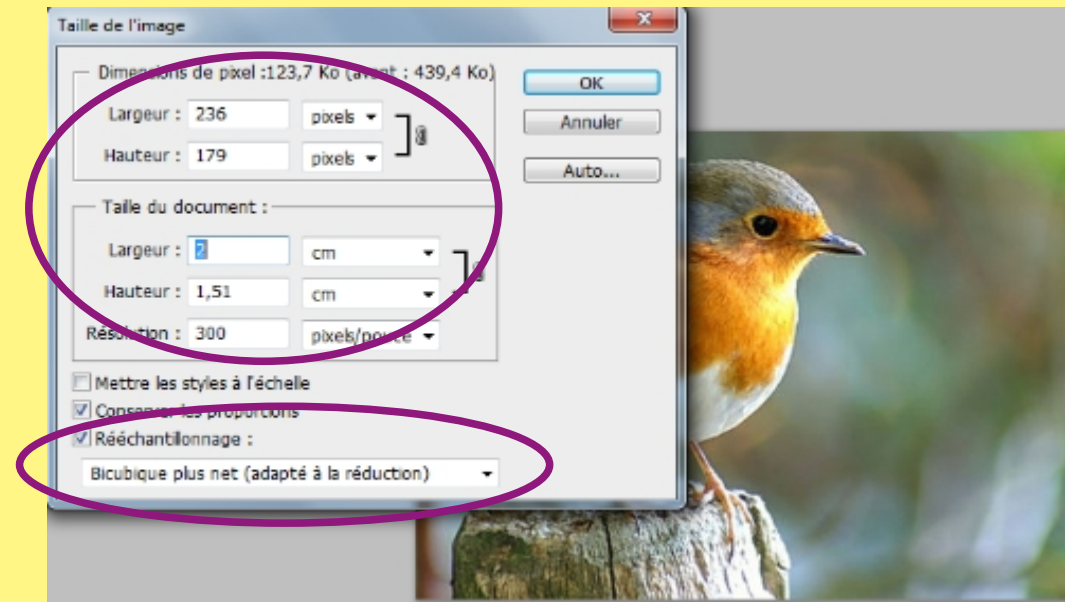 Taille de l'image
Dimensions de pixel :123,7 Ko (avant : 439,4 Ko)
OK
Largeur : 236 pixels
Annuler
Hauteur : 179 pixels
Auto...
Taille du document :
Largeur : 2 cm
Hauteur : 1,51 cm
Résolution : 300 pixels/pouce
Mettre les styles à l'échelle
Conserver les proportions
Rééchantillonnage :
Bicubique plus net (adapté à la réduction)